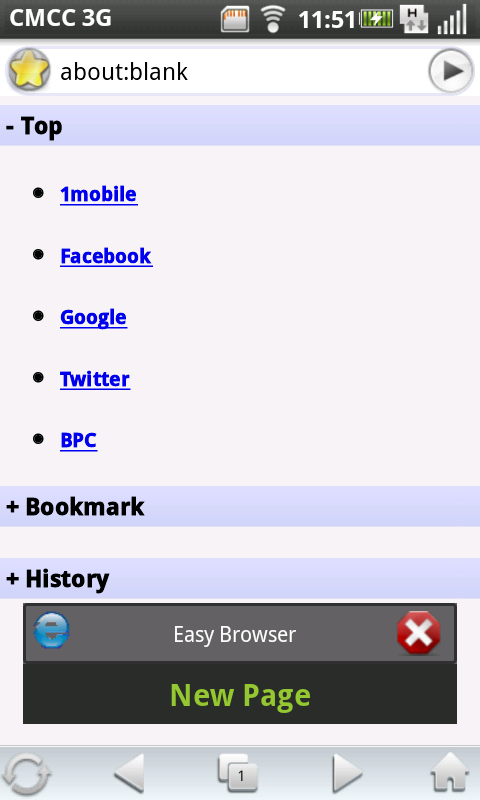 CMCC 3G 11:51 H
about:blank
- Top
1mobile
Facebook
Google
Twitter
BPC
+ Bookmark
+ History
Easy Browser
New Page
1